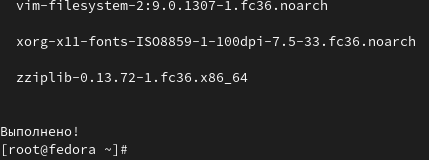 vim-filesystem-2:9.0.1307-1.fc36.noarch
xorg-x11-fonts-ISO8859-1-100dpi-7.5-33.fc36.noarch
zziplib-0.13.72-1.fc36.x86_64
Выполнено!
[root@fedora ~]#